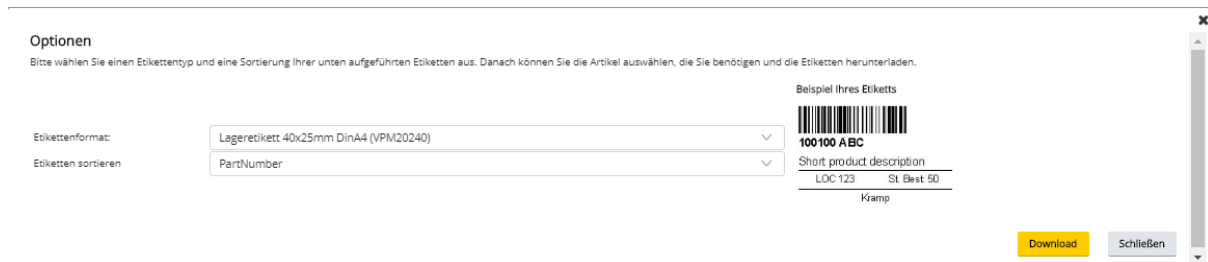 Optionen
Bitte wählen Sie einen Etikettentyp und eine Sortierung Ihrer unten aufgeführten Etiketten aus. Danach können Sie die Artikel auswählen, die Sie benötigen und die Etiketten herunterladen.
Beispiel Ihres Etiketts
Etikettenformat: Lageretikett 40x25mm DinA4 (VPM20240)
100100 ABC
Etiketten sortieren PartNumber
Short product description
LOC 123 St. Best: 50
Kramp
Download Schließen